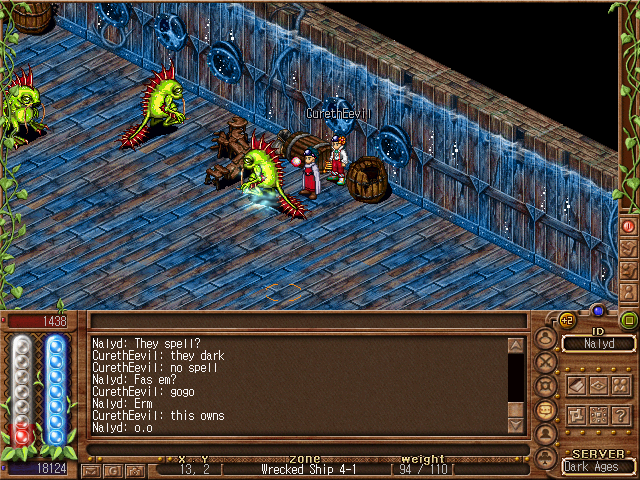 CurethEevil
1438
Nalyd: They spell?
CurethEevil: they dark
CurethEevil: no spell
Nalyd: Fas em?
CurethEevil: gogo
Nalyd: Erm
CurethEevil: this owns
Nalyd: o.o
+2
ID
Nalyd
?
18124
G
X Y
zone
weight
13, 2
Wrecked Ship 4-1
94 / 110
SERVER
Dark Ages